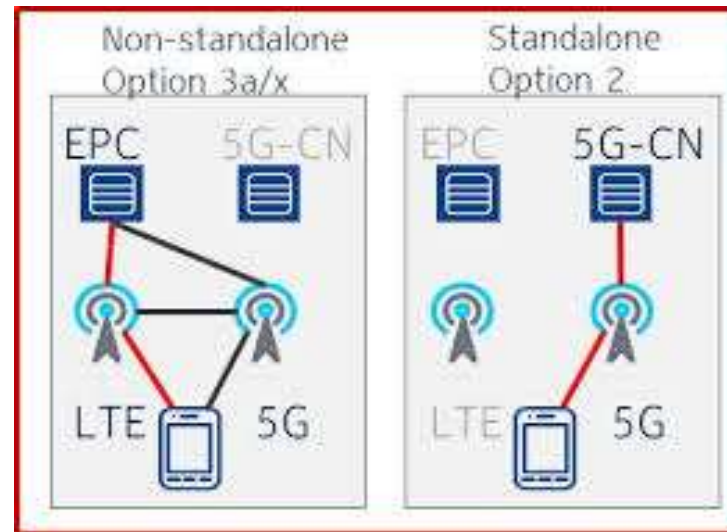 Non-standalone
Option 3a/x
EPC 5G-CN
LTE 5G
Standalone
Option 2
EPC 5G-CN
LTE 5G